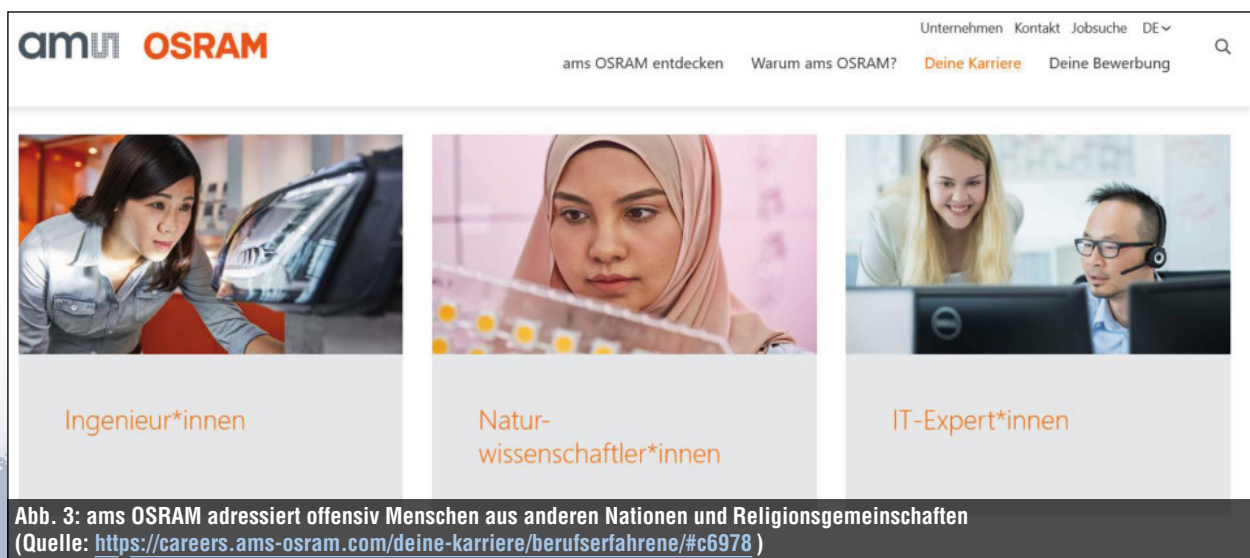 amu OSRAM
Unternehmen Kontakt Jobsuche DE
ams OSRAM entdecken Warum ams OSRAM? Deine Karriere Deine Bewerbung
Ingenieur*innen
Natur-
wissenschaftler*innen
IT-Expert*innen
Abb. 3: ams OSRAM adressiert offensiv Menschen aus anderen Nationen und Religionsgemeinschaften
(Quelle: https://careers.ams-osram.com/deine-karriere/berufserfahrene/#c6978 )